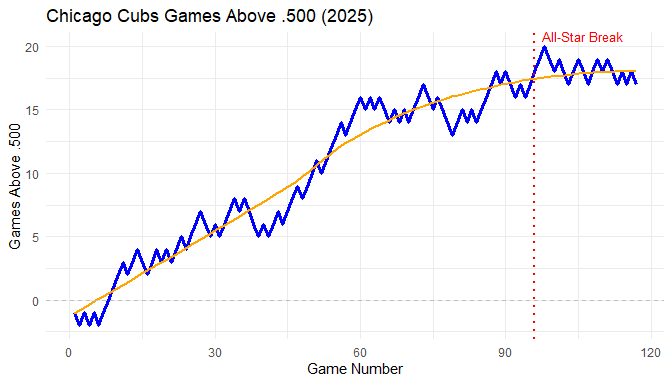 Chicago Cubs Games Above .500 (2025)
All-Star Break
20
15
10
5
0
Games Above .500
0 30 60 90 120
Game Number